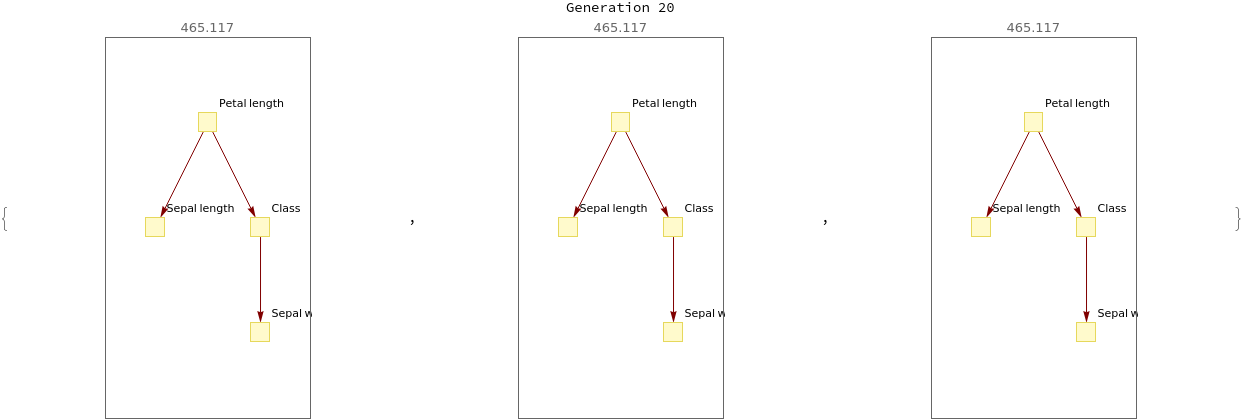 Generation 20
465.117 465.117 465.117
Petal length Petal length Petal length
Sepal length Class Sepal length Class Sepal length Class
{ , , }
Sepal w Sepal w Sepal w